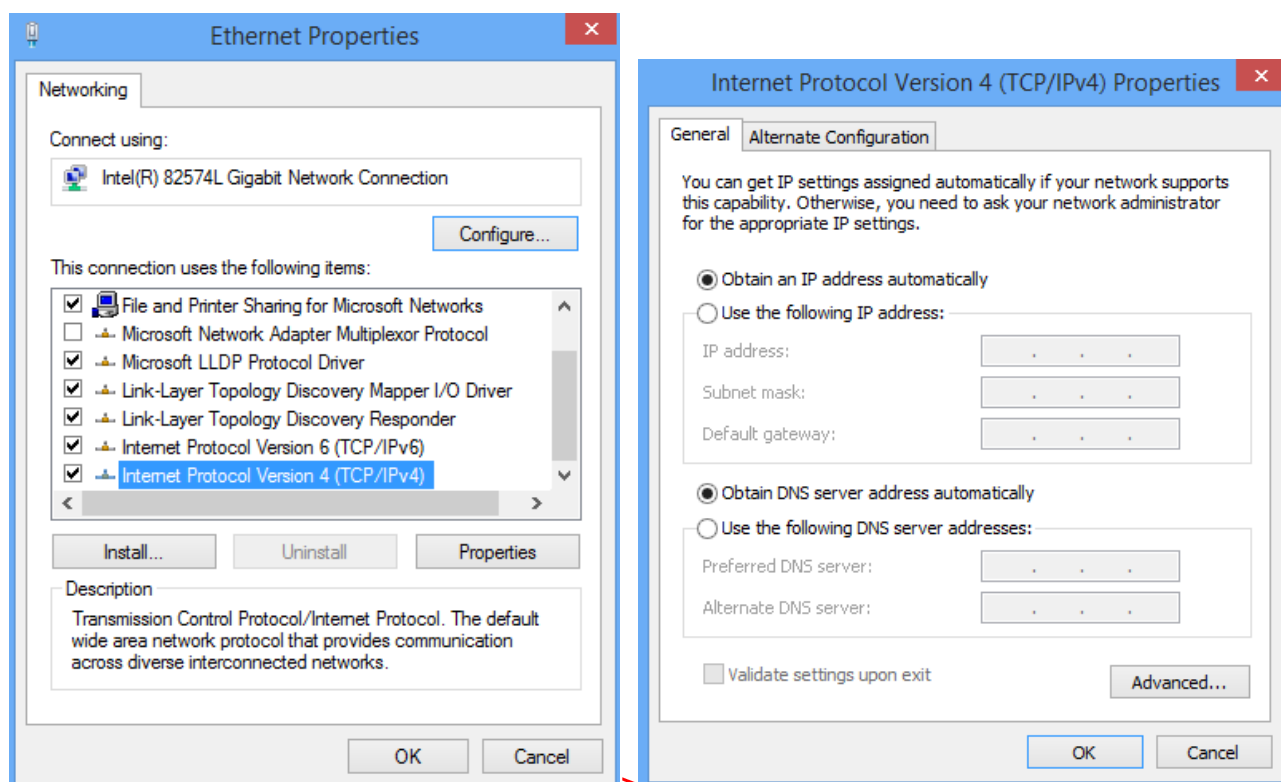 Ethernet Properties
Networking
Connect using:
Intel(R) 82574L Gigabit Network Connection
Configure...
This connection uses the following items:
File and Printer Sharing for Microsoft Networks
Microsoft Network Adapter Multiplexor Protocol
Microsoft LLDP Protocol Driver
Link-Layer Topology Discovery Mapper I/O Driver
Link-Layer Topology Discovery Responder
Internet Protocol Version 6 (TCP/IPv6)
Internet Protocol Version 4 (TCP/IPv4)
Install...
Uninstall
Properties
Description
Transmission Control Protocol/Internet Protocol. The default
wide area network protocol that provides communication
across diverse interconnected networks.
OK
Cancel
Internet Protocol Version 4 (TCP/IPv4) Properties
General
Alternate Configuration
You can get IP settings assigned automatically if your network supports
this capability. Otherwise, you need to ask your network administrator
for the appropriate IP settings.
Obtain an IP address automatically
Use the following IP address:
IP address:
Subnet mask:
Default gateway:
Obtain DNS server address automatically
Use the following DNS server addresses:
Preferred DNS server:
Alternate DNS server:
Validate settings upon exit
Advanced...
OK
Cancel